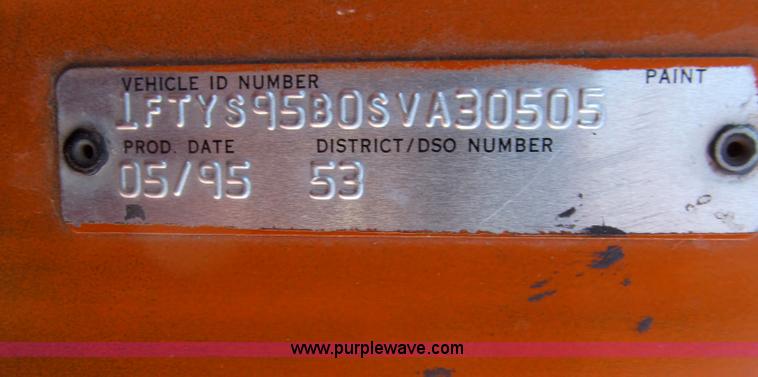 VEHICLE ID NUMBER PAINT
1FTYS95B0SVA30505
PROD. DATE DISTRICT/DSO NUMBER
05/95 53
www.purplewave.com